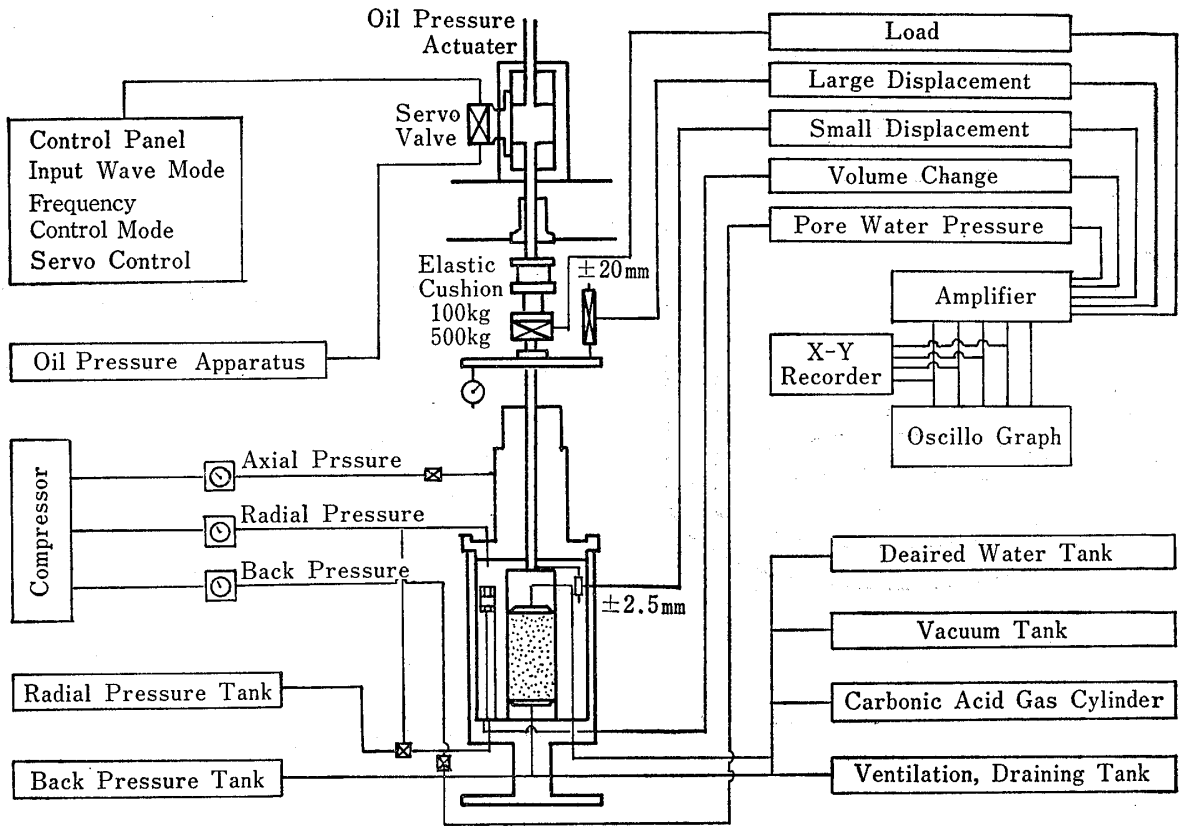 Oil Pressure
Actuater
Servo
Valve
Control Panel
Input Wave Mode
Frequency
Control Mode
Servo Control
Oil Pressure Apparatus
Elastic
Cushion
100kg
500kg
±20mm
Load
Large Displacement
Small Displacement
Volume Change
Pore Water Pressure
Amplifier
X-Y
Recorder
Oscillo Graph
Compressor
Axial Prssure
Radial Pressure
Back Pressure
±2.5mm
Radial Pressure Tank
Back Pressure Tank
Deaired Water Tank
Vacuum Tank
Carbonic Acid Gas Cylinder
Ventilation, Draining Tank